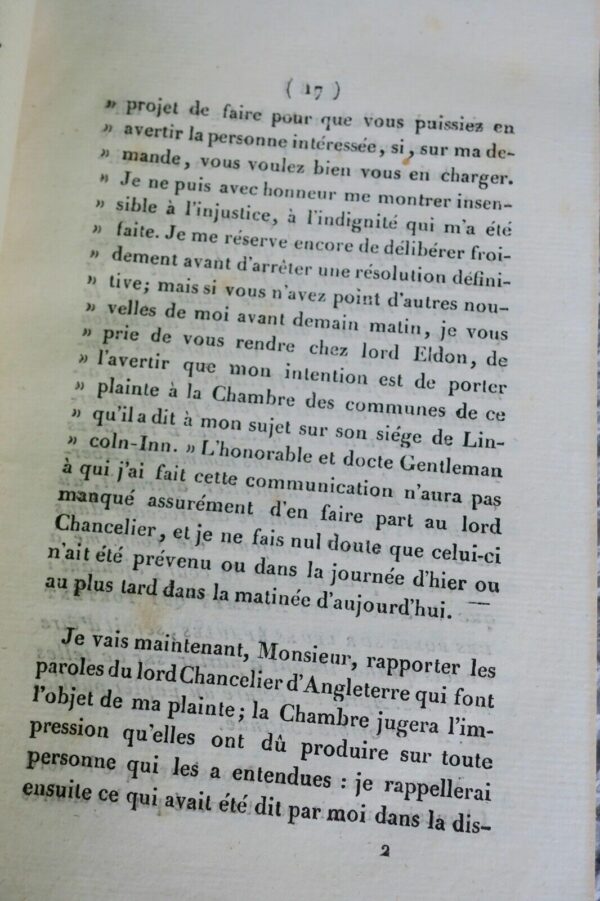 ( 17 )
» projet de faire pour que vous puissiez en
» avertir la personne intéressée, si, sur ma de-
» mande, vous voulez bien vous en charger.
» Je ne puis avec honneur me montrer insen-
» sible à l'injustice, à l'indignité qui m'a été
» faite. Je me réserve encore de délibérer froi-
» dement avant d'arrêter une résolution défini-
» tive; mais si vous n'avez point d'autres nou-
» velles de moi avant demain matin, je vous
» prie de vous rendre chez lord Eldon, de
» l'avertir que mon intention est de porter
» plainte à la Chambre des communes de ce
» qu'il a dit à mon sujet sur son siége de Lin-
» coln-Inn. » L'honorable et docte Gentleman
à qui j'ai fait cette communication n'aura pas
manqué assurément d'en faire part au lord
Chancelier, et je ne fais nul doute que celui-ci
n'ait été prévenu ou dans la journée d'hier ou
au plus tard dans la matinée d'aujourd'hui. —
Je vais maintenant, Monsieur, rapporter les
paroles du lord Chancelier d'Angleterre qui font
l'objet de ma plainte; la Chambre jugera l'im-
pression qu'elles ont dû produire sur toute
personne qui les a entendues : je rappellerai
ensuite ce qui avait été dit par moi dans la dis-
2